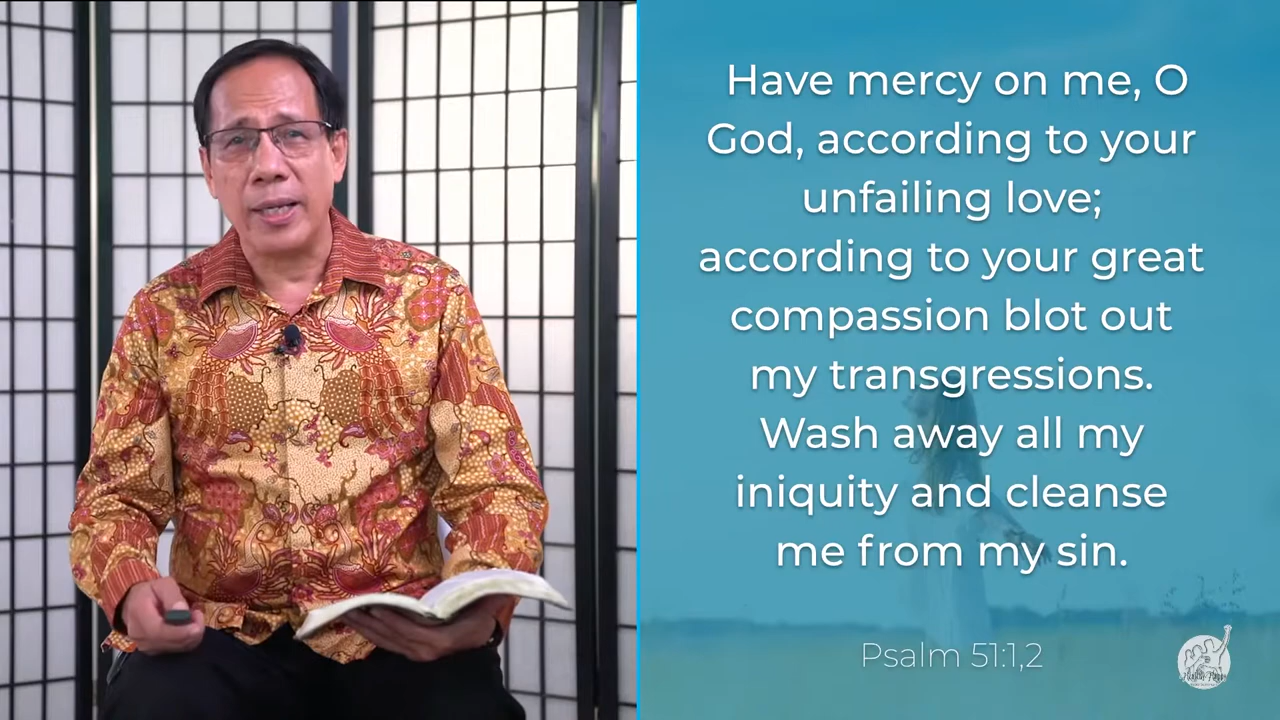 Have mercy on me, O
God, according to your
unfailing love;
according to your great
compassion blot out
my transgressions.
Wash away all my
iniquity and cleanse
me from my sin.
Psalm 51:1,2